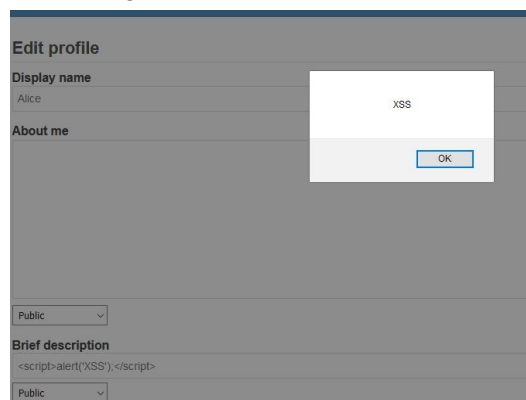 Edit profile
Display name
Alice
XSS
About me
OK
Public
Brief description
<script>alert('XSS');</script>
Public